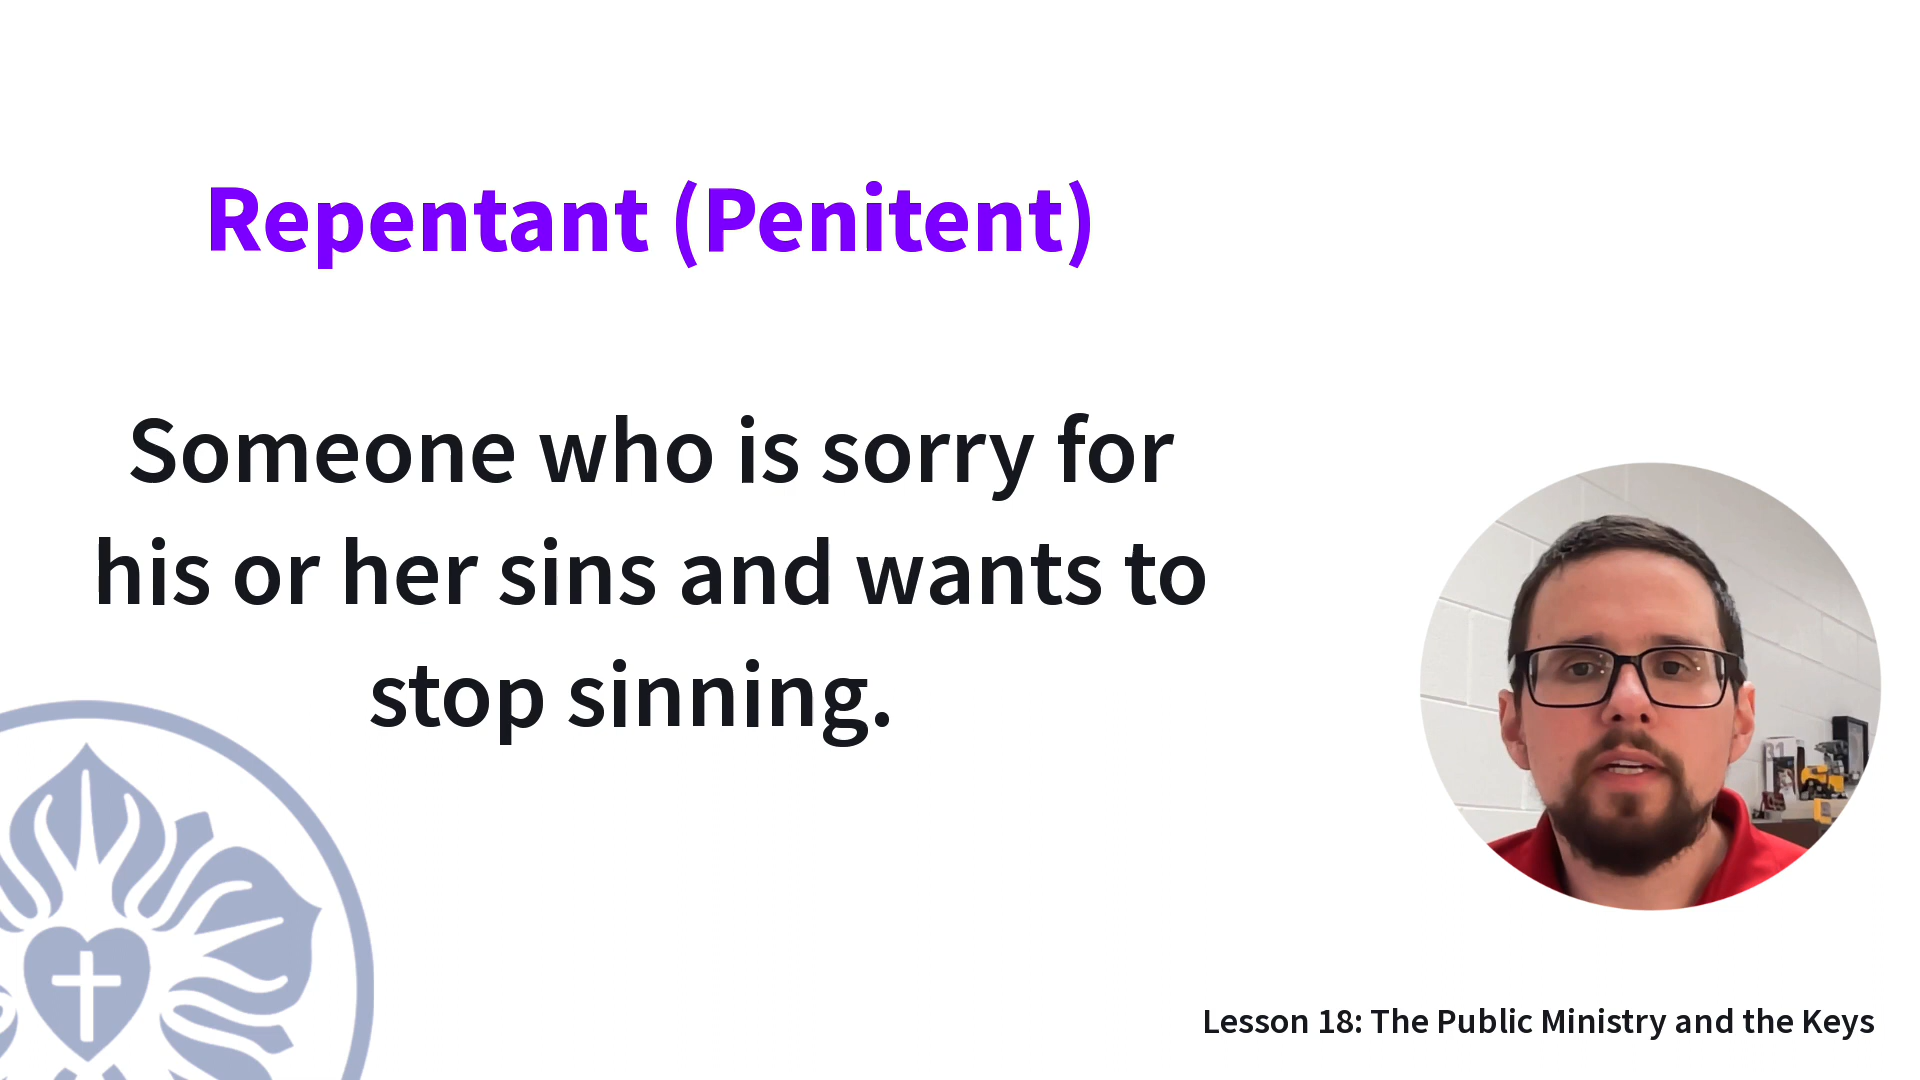 Repentant (Penitent)
Someone who is sorry for
his or her sins and wants to
stop sinning.
31
Lesson 18: The Public Ministry and the Keys